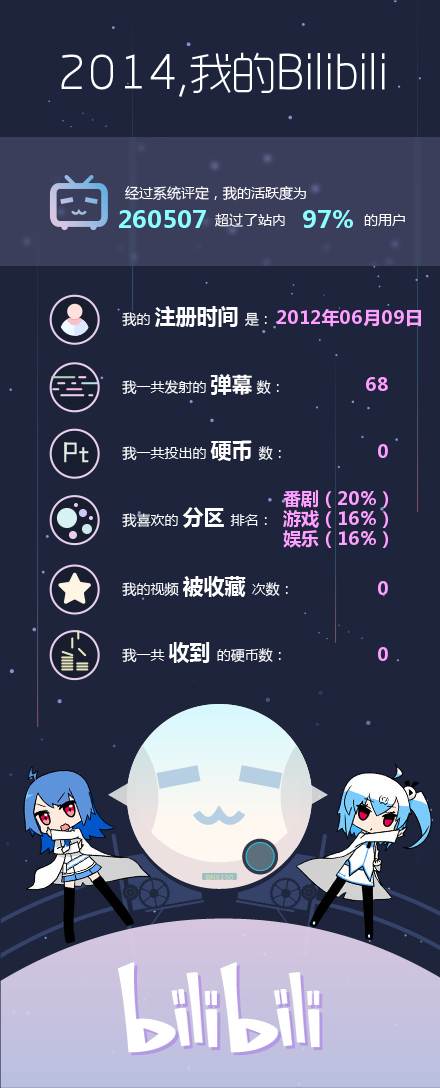 2014,我的Bilibili
经过系统评定，我的活跃度为
260507 超过了站内 97% 的用户
我的 注册时间 是： 2012年06月09日
我一共发射的 弹幕 数： 68
Pt 我一共投出的 硬币 数： 0
我喜欢的 分区 排名： 番剧（20%）
游戏（16%）
娱乐（16%）
我的视频 被收藏 次数： 0
我一共 收到 的硬币数： 0
bilibili